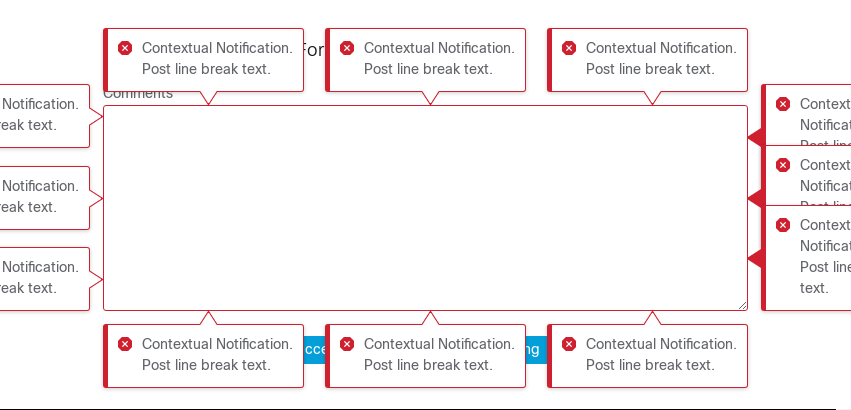 Contextual Notification.
Post line break text.
For
Contextual Notification.
Post line break text.
Contextual Notification.
Post line break text.
Comments
Notification.
eak text.
Context
Notificat
Post line
Notification.
eak text.
Context
Notificat
Post line
Notification.
eak text.
Context
Notificat
Post line
text.
Contextual Notification.
Post line break text.
cce
Contextual Notification.
Post line break text.
ng
Contextual Notification.
Post line break text.